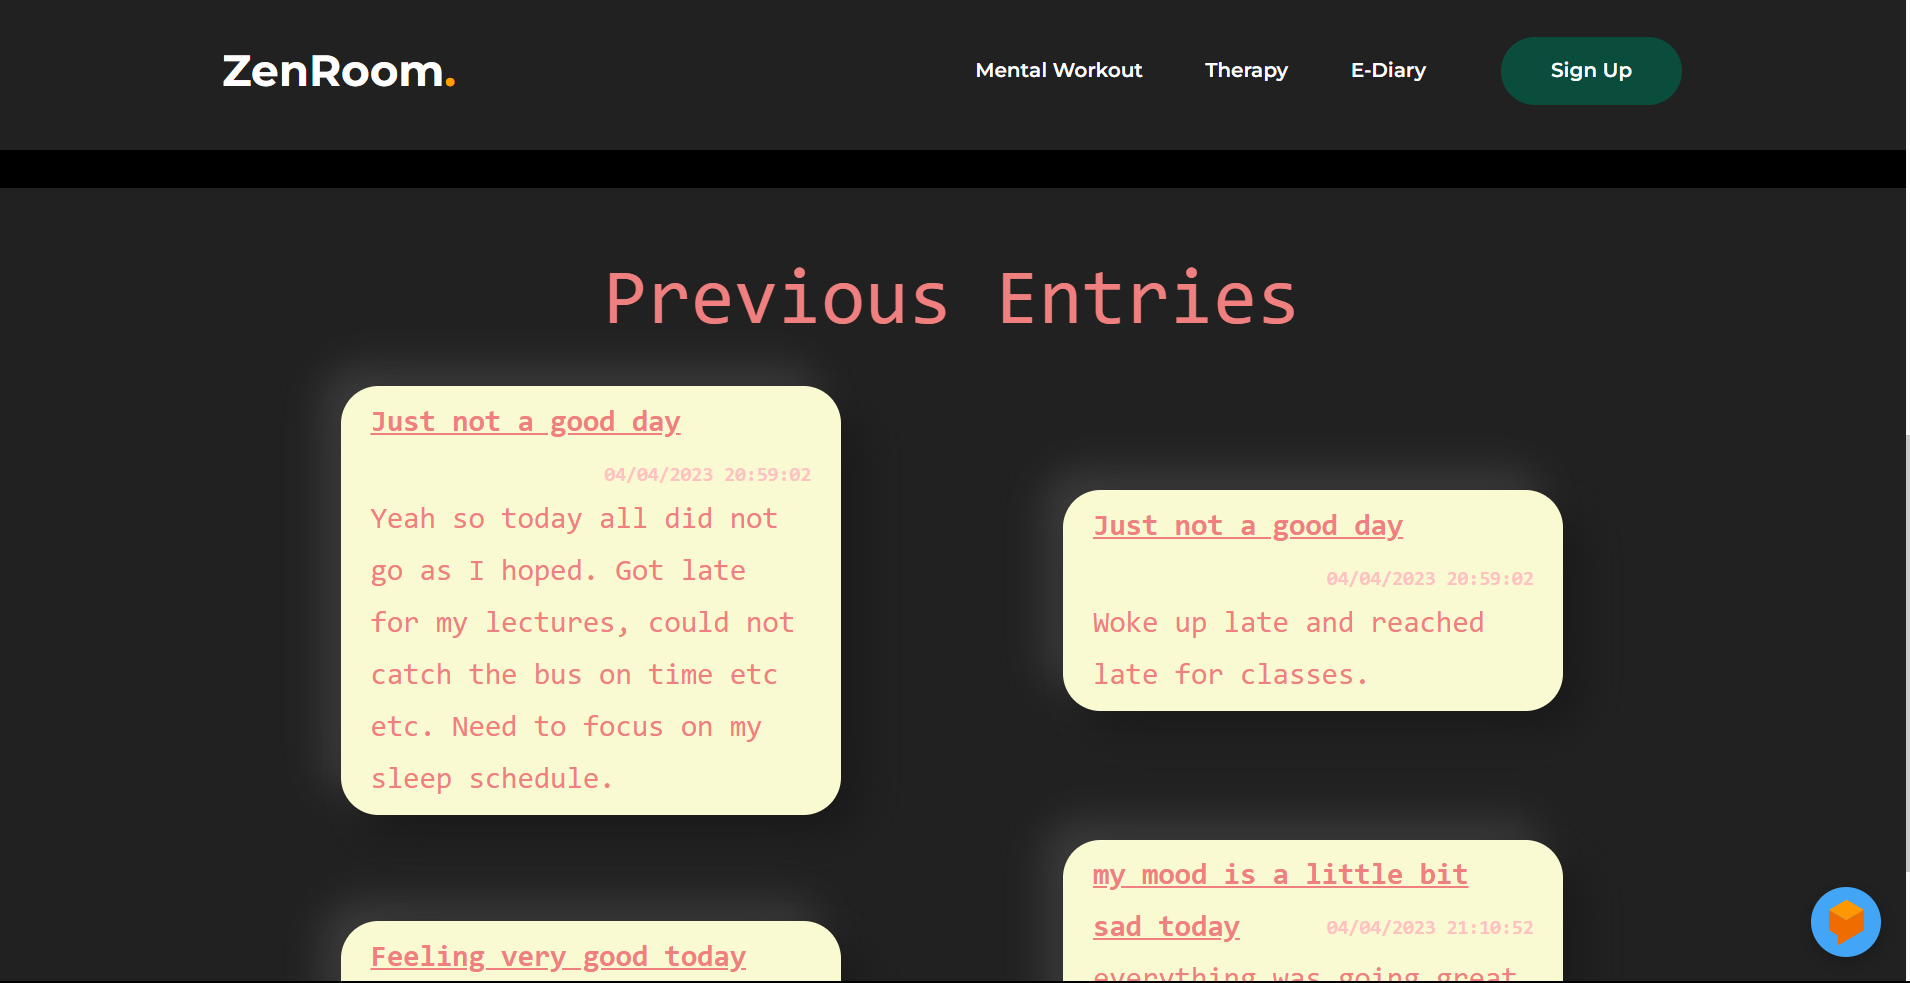 ZenRoom.
Mental Workout
Therapy
E-Diary
Sign Up
Previous Entries
Just not a good day
04/04/2023 20:59:02
Yeah so today all did not
go as I hoped. Got late
for my lectures, could not
catch the bus on time etc
etc. Need to focus on my
sleep schedule.
Just not a good day
04/04/2023 20:59:02
Woke up late and reached
late for classes.
Feeling very good today
my mood is a little bit
sad today
04/04/2023 21:10:52
everything was going great